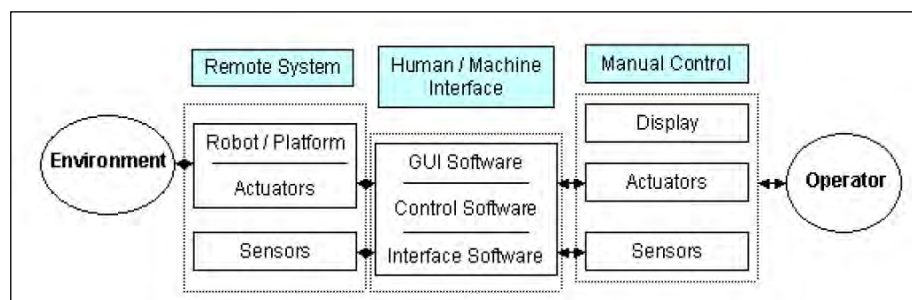 Remote System
Human / Machine
Interface
Manual Control
Environment
Robot / Platform
Actuators
Sensors
GUI Software
Control Software
Interface Software
Display
Actuators
Sensors
Operator